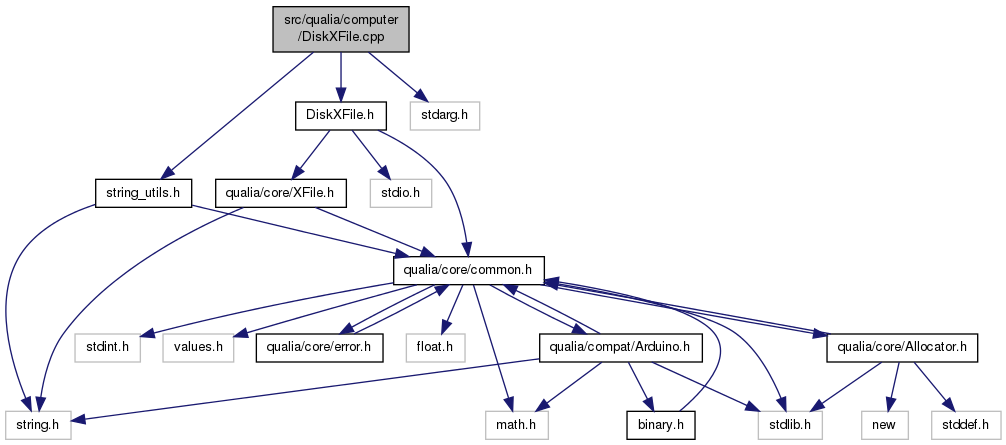 src/qualia/computer
/DiskXFile.cpp
DiskXFile.h
stdarg.h
string_utils.h
qualia/core/XFile.h
stdio.h
qualia/core/common.h
stdint.h
values.h
qualia/core/error.h
float.h
qualia/compat/Arduino.h
qualia/core/Allocator.h
string.h
math.h
binary.h
stdlib.h
new
stddef.h